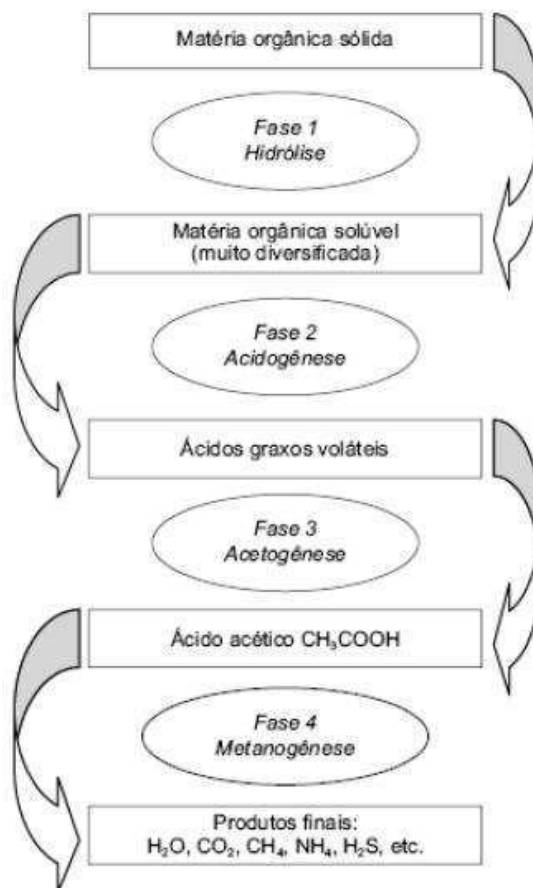 Matéria orgânica sólida
Fase 1
Hidrólise
Matéria orgânica solúvel
(muito diversificada)
Fase 2
Acidogênese
Ácidos graxos voláteis
Fase 3
Acetogênese
Ácido acético CH₃COOH
Fase 4
Metanogênese
Produtos finais:
H₂O, CO₂, CH₄, NH₄, H₂S, etc.